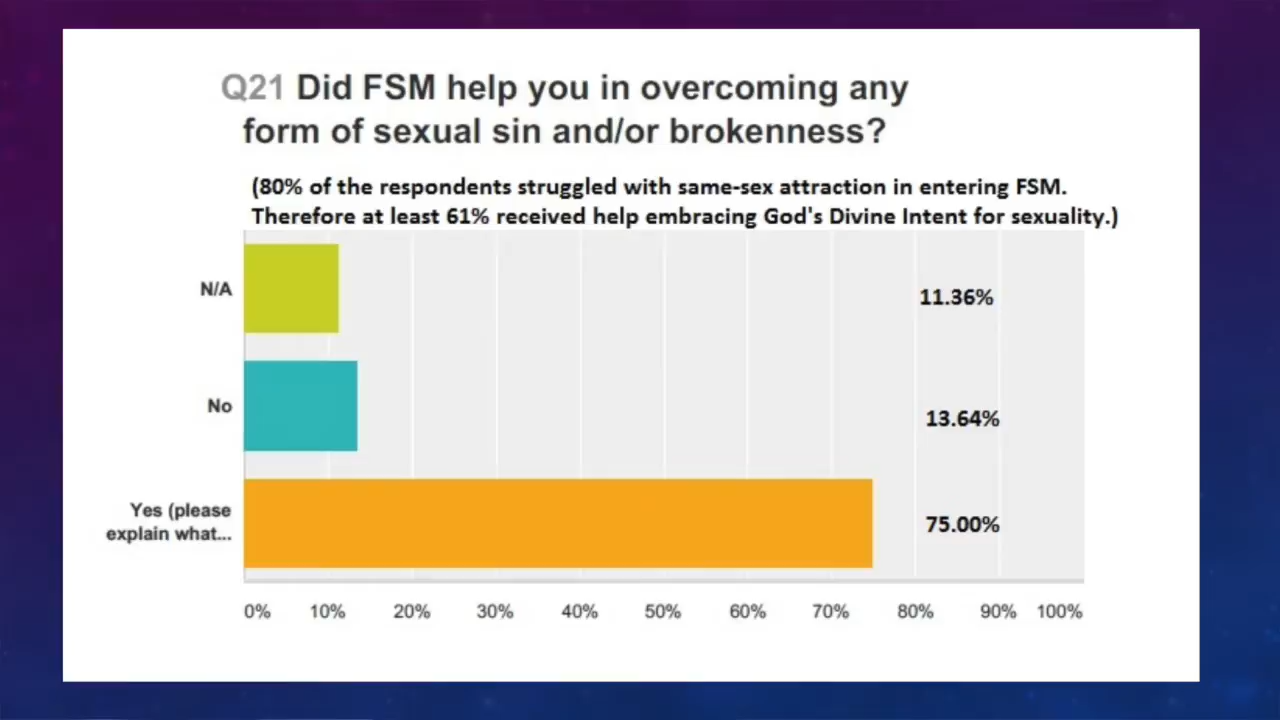 Q21 Did FSM help you in overcoming any
form of sexual sin and/or brokenness?
(80% of the respondents struggled with same-sex attraction in entering FSM.
Therefore at least 61% received help embracing God's Divine Intent for sexuality.)
N/A
11.36%
No
13.64%
Yes (please
explain what...
75.00%
0% 10% 20% 30% 40% 50% 60% 70% 80% 90% 100%